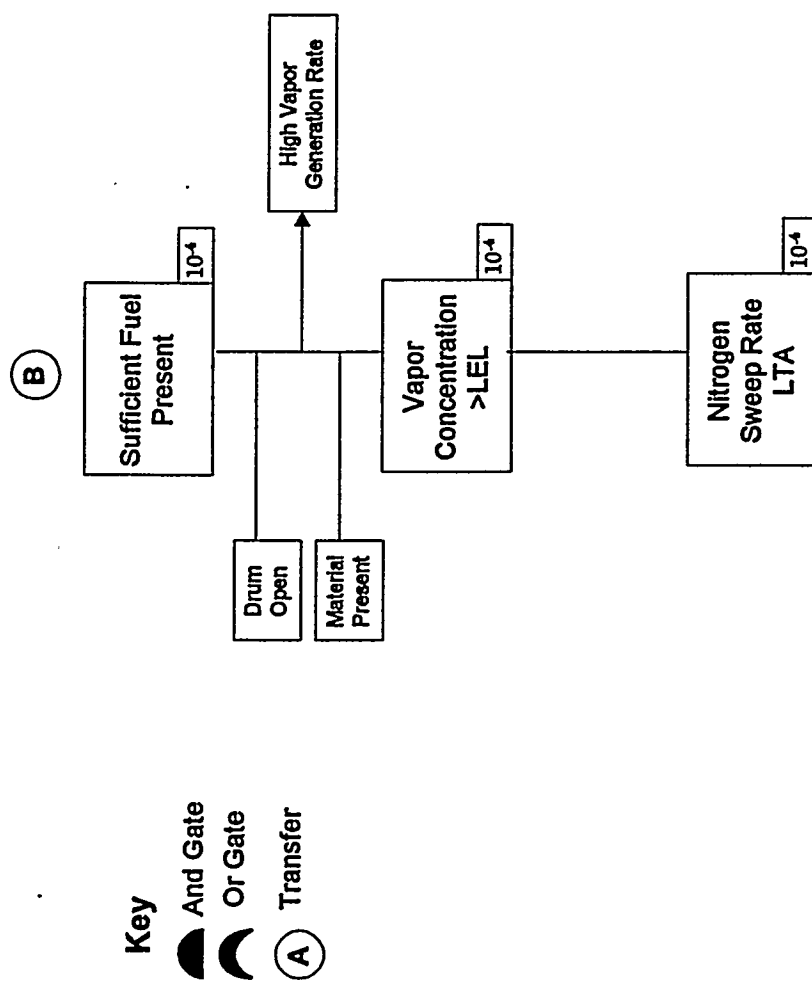 B
Sufficient Fuel
Present
10-4
Drum
Open
High Vapor
Generation Rate
Material
Present
Vapor
Concentration
>LEL
10-4
Nitrogen
Sweep Rate
LTA
10-4
Key
And Gate
Or Gate
A Transfer